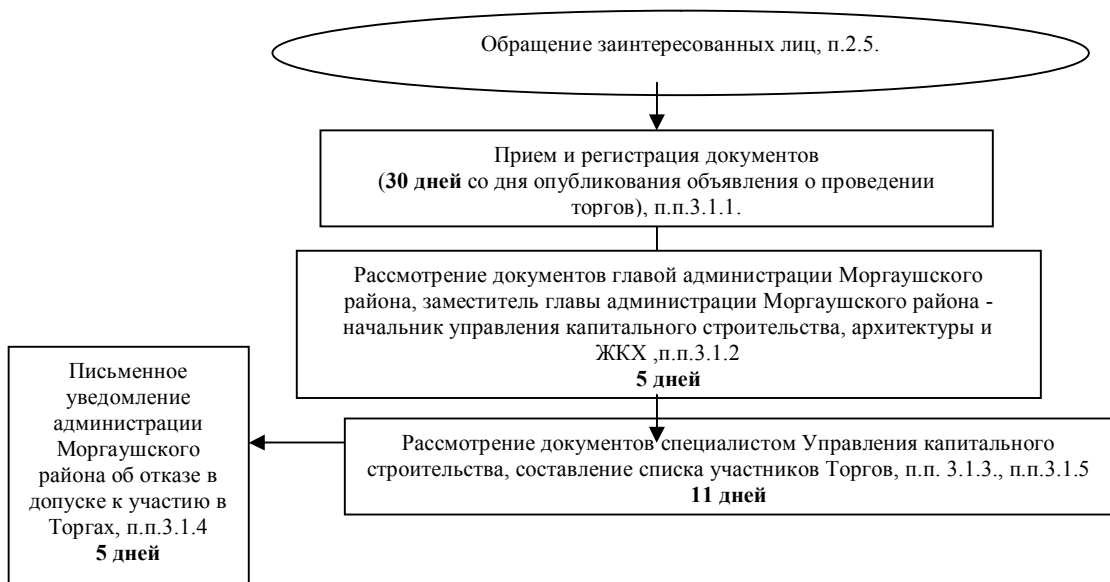 Обращение заинтересованных лиц, п.2.5.
Прием и регистрация документов
(30 дней со дня опубликования объявления о проведении
торгов), п.п.3.1.1.
Рассмотрение документов главой администрации Моргаушского
района, заместитель главы администрации Моргаушского района -
начальник управления капитального строительства, архитектуры и
ЖКХ ,п.п.3.1.2
5 дней
Рассмотрение документов специалистом Управления капитального
строительства, составление списка участников Торгов, п.п. 3.1.3., п.п.3.1.5
11 дней
Письменное
уведомление
администрации
Моргаушского
района об отказе в
допуске к участию в
Торгах, п.п.3.1.4
5 дней